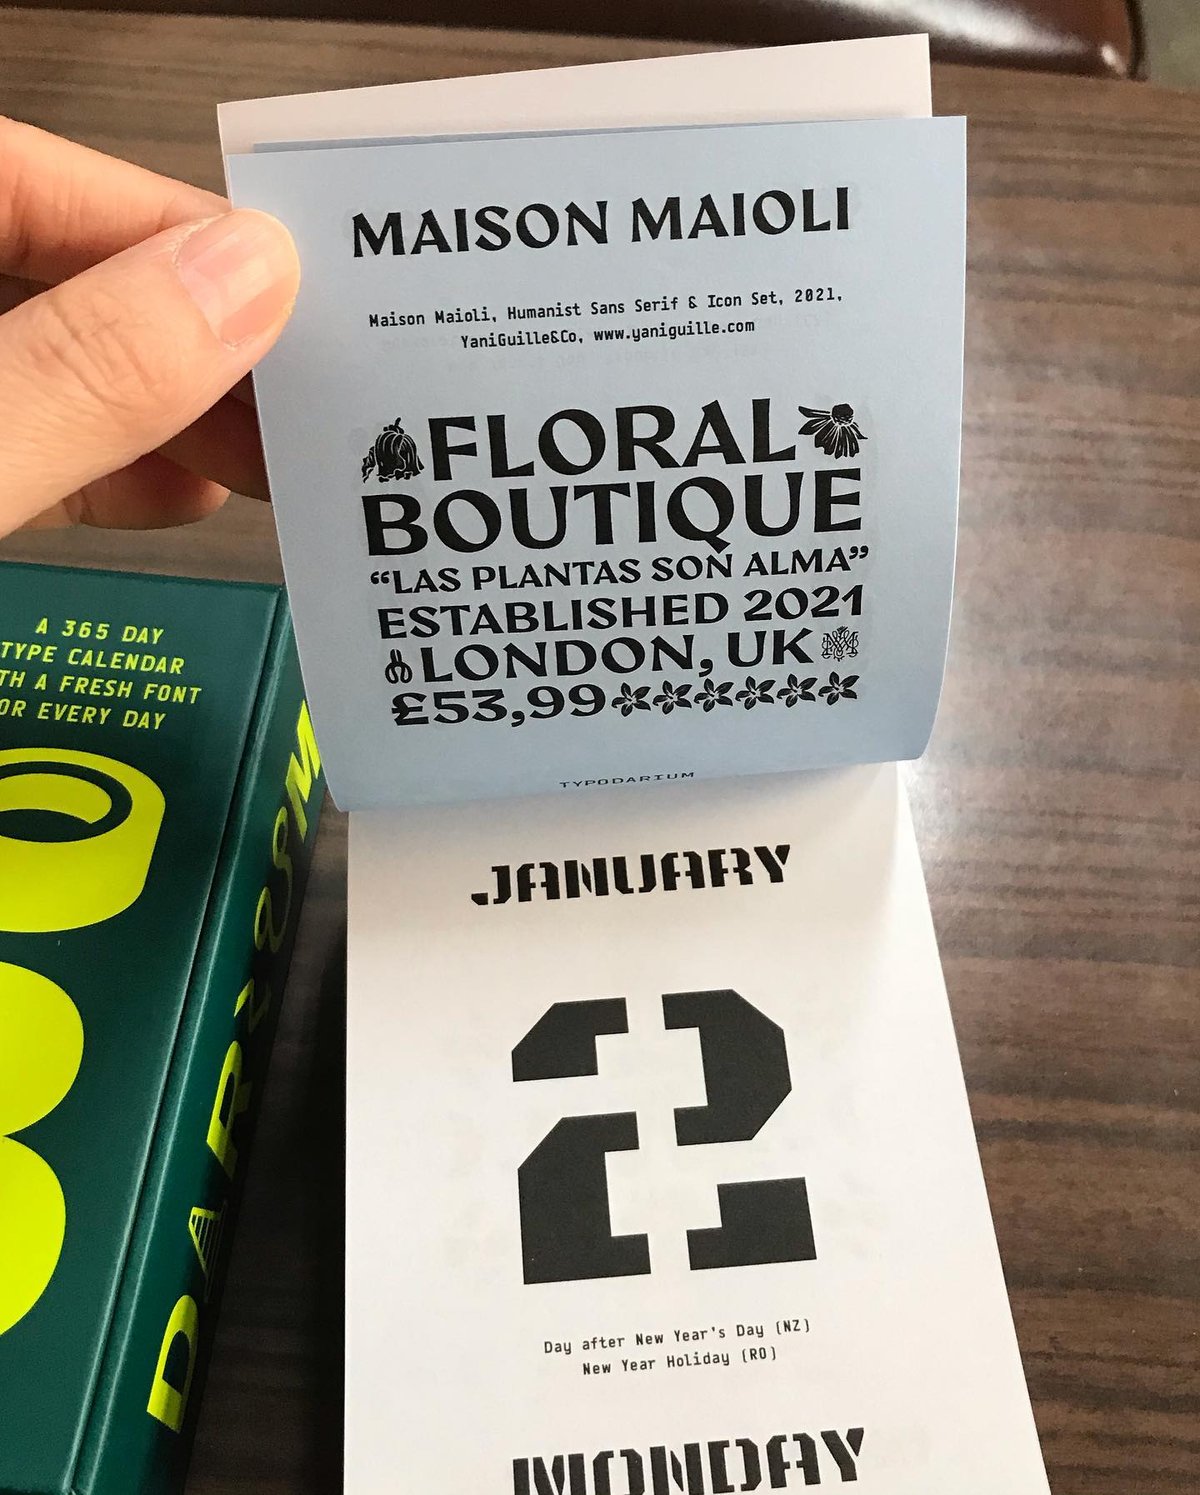 MAISON MAIOLI
Maison Maioli, Humanist Sans Serif & Icon Set, 2021,
YaniGuille&Co, www.yaniguille.com
FLORAL
BOUTIQUE
“LAS PLANTAS SON ALMA”
ESTABLISHED 2021
LONDON, UK
£53,99
TYPODARIUM
JANUARY
2
Day after New Year's Day (NZ)
New Year Holiday (RO)
MONDAY
A 365 DAY
TYPE CALENDAR
A FRESH FONT
EVERY DAY